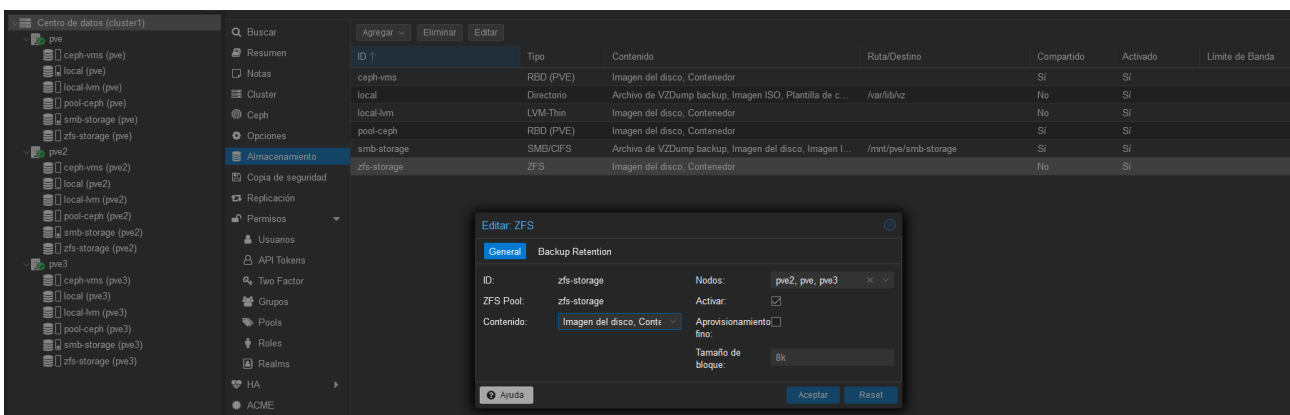 Centro de datos (cluster1)
pve
ceph-vms (pve)
local (pve)
local-lvm (pve)
pool-ceph (pve)
smb-storage (pve)
zfs-storage (pve)
pve2
ceph-vms (pve2)
local (pve2)
local-lvm (pve2)
pool-ceph (pve2)
smb-storage (pve2)
zfs-storage (pve2)
pve3
ceph-vms (pve3)
local (pve3)
local-lvm (pve3)
pool-ceph (pve3)
smb-storage (pve3)
zfs-storage (pve3)
Buscar
Resumen
Notas
Cluster
Ceph
Opciones
Almacenamiento
Copia de seguridad
Replicación
Permisos
Usuarios
API Tokens
Two Factor
Grupos
Pools
Roles
Realms
HA
ACME
Agregar Eliminar Editar
ID ↑ Tipo Contenido Ruta/Destino Compartido Activado Límite de Banda
ceph-vms RBD (PVE) Imagen del disco, Contenedor Sí Sí
local Directorio Archivo de VZDump backup, Imagen ISO, Plantilla de c... /var/lib/vz No Sí
local-lvm LVM-Thin Imagen del disco, Contenedor No Sí
pool-ceph RBD (PVE) Imagen del disco, Contenedor Sí Sí
smb-storage SMB/CIFS Archivo de VZDump backup, Imagen del disco, Imagen I... /mnt/pve/smb-storage Sí Sí
zfs-storage ZFS Imagen del disco, Contenedor No Sí
Editar: ZFS
General Backup Retention
ID: zfs-storage Nodos: pve2, pve, pve3
ZFS Pool: zfs-storage Activar:
Contenido: Imagen del disco, Conte Aprovisionamiento
fino:
Tamaño de
bloque: 8k
Ayuda Aceptar Reset